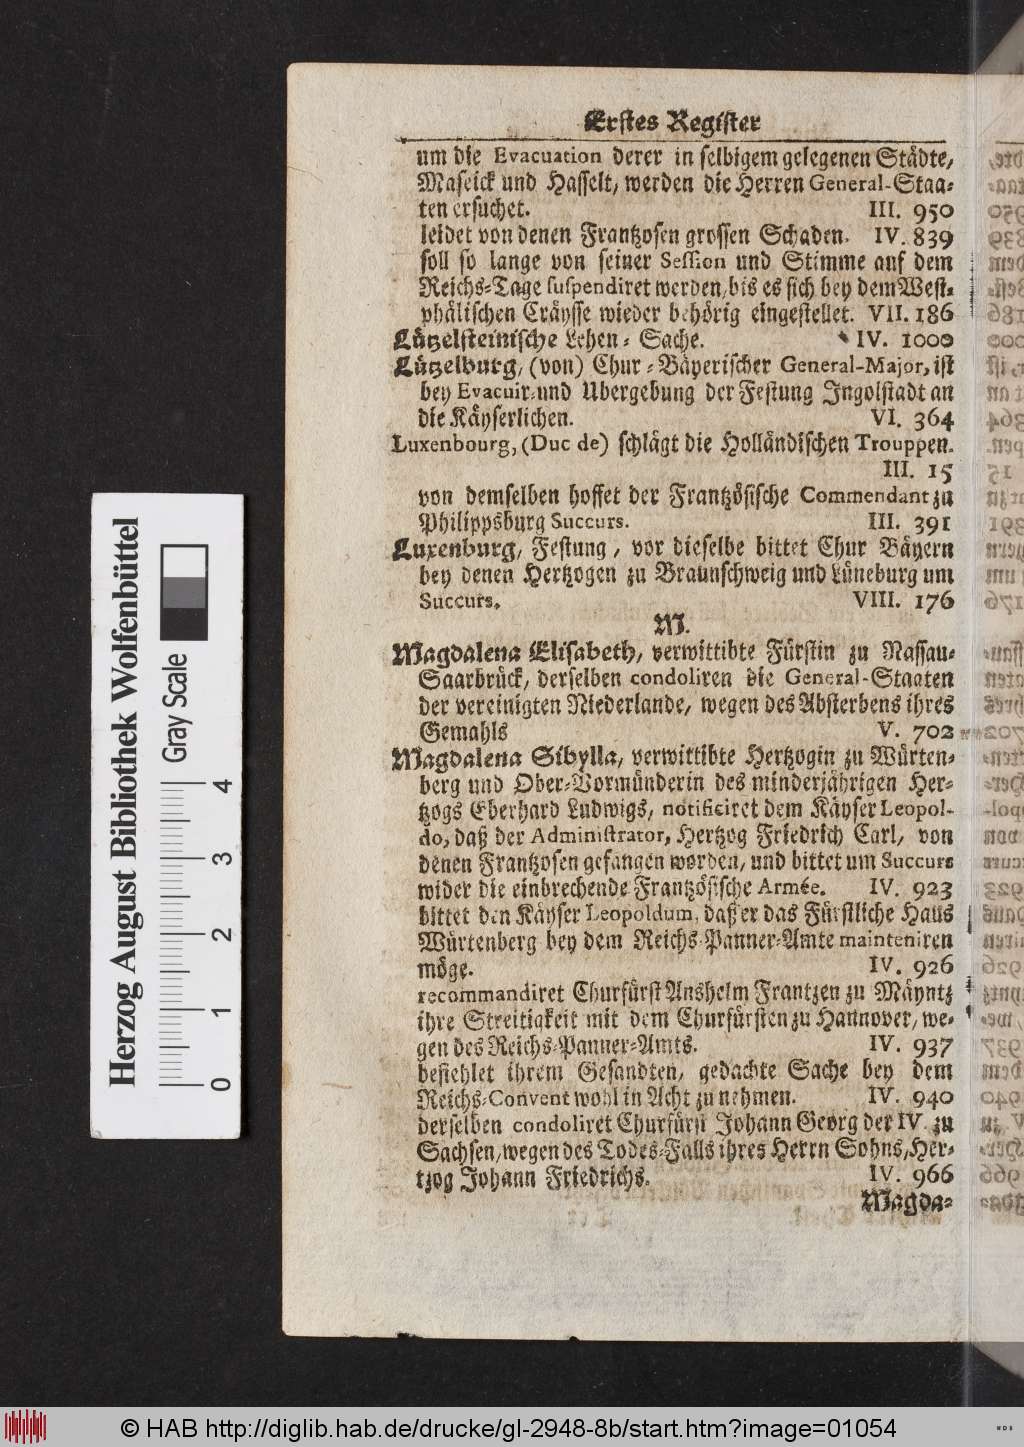 Erstes Register
um die Evacuation derer in selbigem gelegenen Städte,
Maseick und Hasselt, werden die Herren General-Staa-
ten ersuchet. III. 950
leidet von denen Frantzosen grossen Schaden. IV. 839
soll so lange von seiner Session und Stimme auf dem
Reichs-Tage suspendiret werden, bis es sich bey dem West-
phälischen Cräysse wieder behörig eingestellet. VII. 186
Lützelsteinische Lehen-Sache. IV. 1000
Lützelburg, (von) Chur-Bäyerischer General-Major, ist
bey Evacuir-und Ubergebung der Festung Ingolstadt an
die Käyserlichen. VI. 364
Luxenbourg, (Duc de) schlägt die Holländischen Trouppen.
III. 15
von demselben hoffet der Frantzösische Commendant zu
Philippsburg Succurs. III. 391
Luxenburg, Festung, vor dieselbe bittet Chur Bäyern
bey denen Hertzogen zu Braunschweig und Lüneburg um
Succurs. VIII. 176
M.
Magdalena Elisabeth, verwittibte Fürstin zu Nassau-
Saarbrück, derselben condoliren die General-Staaten
der vereinigten Niederlande, wegen des Absterbens ihres
Gemahls V. 702
Magdalena Sibylla, verwittibte Hertzogin zu Würten-
berg und Ober-Vormünderin des minderjährigen Her-
tzogs Eberhard Ludwigs, notificiret dem Käyser Leopol-
do, daß der Administrator, Hertzog Friedrich Carl, von
denen Frantzosen gefangen worden, und bittet um Succurs
wider die einbrechende Frantzösische Armée. IV. 923
bittet den Käyser Leopoldum, daß er das Fürstliche Haus
Würtenberg bey dem Reichs-Panner-Amte mainteniren
möge. IV. 926
recommandiret Churfürst Anshelm Frantzen zu Mäyntz
ihre Streitigkeit mit dem Churfürsten zu Hannover, we-
gen des Reichs-Panner-Amts. IV. 937
befiehlet ihrem Gesandten, gedachte Sache bey dem
Reichs-Convent wohl in Acht zu nehmen. IV. 940
derselben condoliret Churfürst Johann Georg der IV. zu
Sachsen, wegen des Todes-Falls ihres Herrn Sohns, Her-
tzog Johann Friedrichs. IV. 966
Magda-
Herzog August Bibliothek Wolfenbüttel
Gray Scale
0 1 2 3 4
© HAB http://diglib.hab.de/drucke/gl-2948-8b/start.htm?image=01054